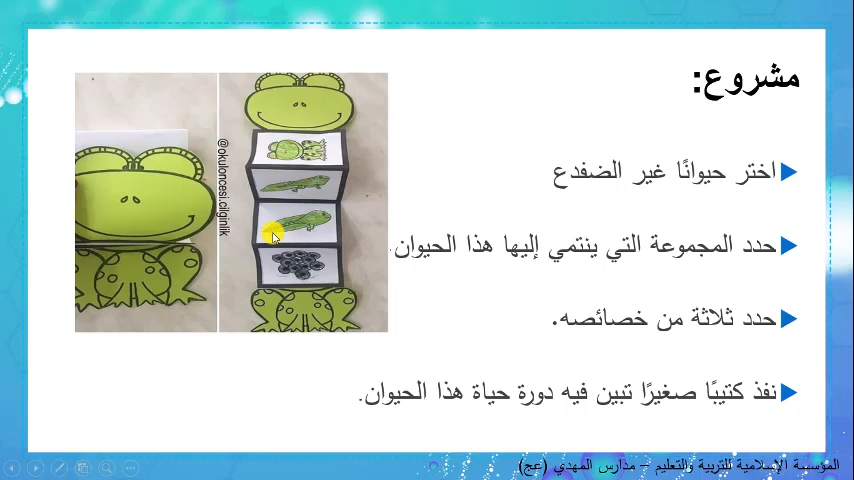 مشروع:
اختر حيوانًا غير الضفدع
حدد المجموعة التي ينتمي إليها هذا الحيوان.
حدد ثلاثة من خصائصه.
نفذ كتيبًا صغيرًا تبين فيه دورة حياة هذا الحيوان.
@okuloncesi.cilginlik
المؤسسة الإسلامية للتربية والتعليم – مدارس المهدي (عج)